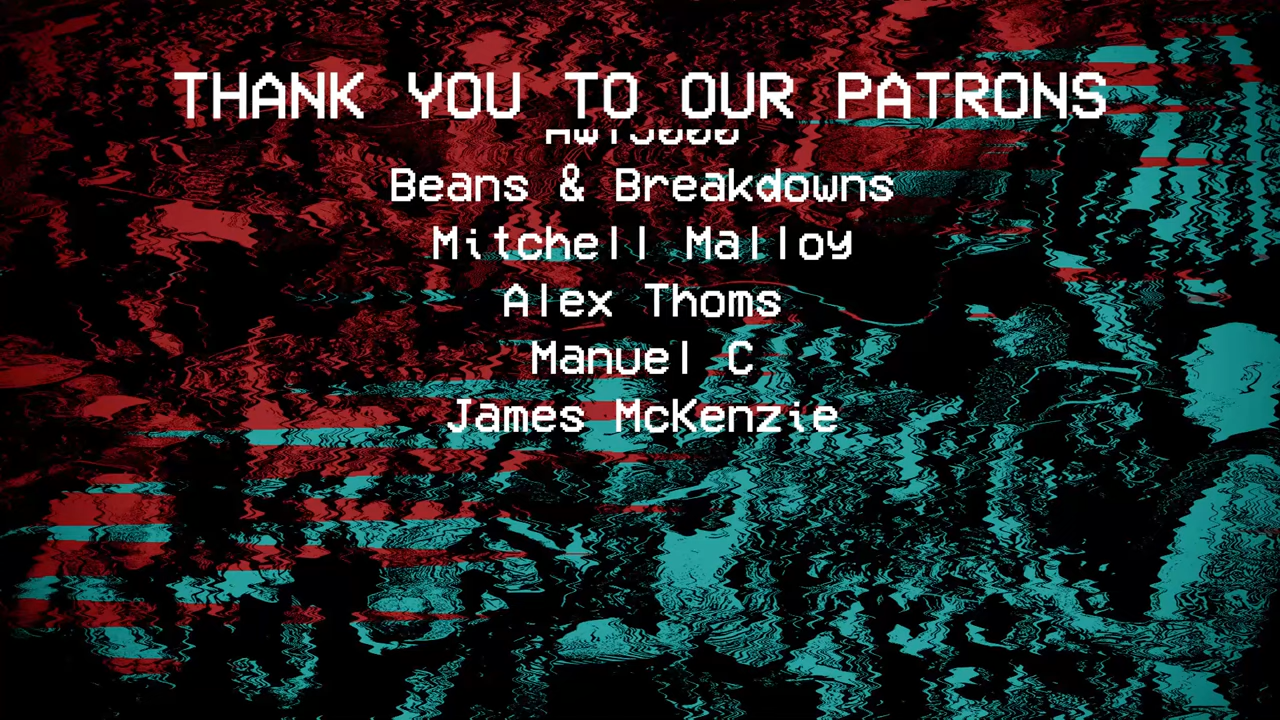 THANK YOU TO OUR PATRONS
Beans & Breakdowns
Mitchell Malloy
Alex Thoms
Manuel C
James McKenzie